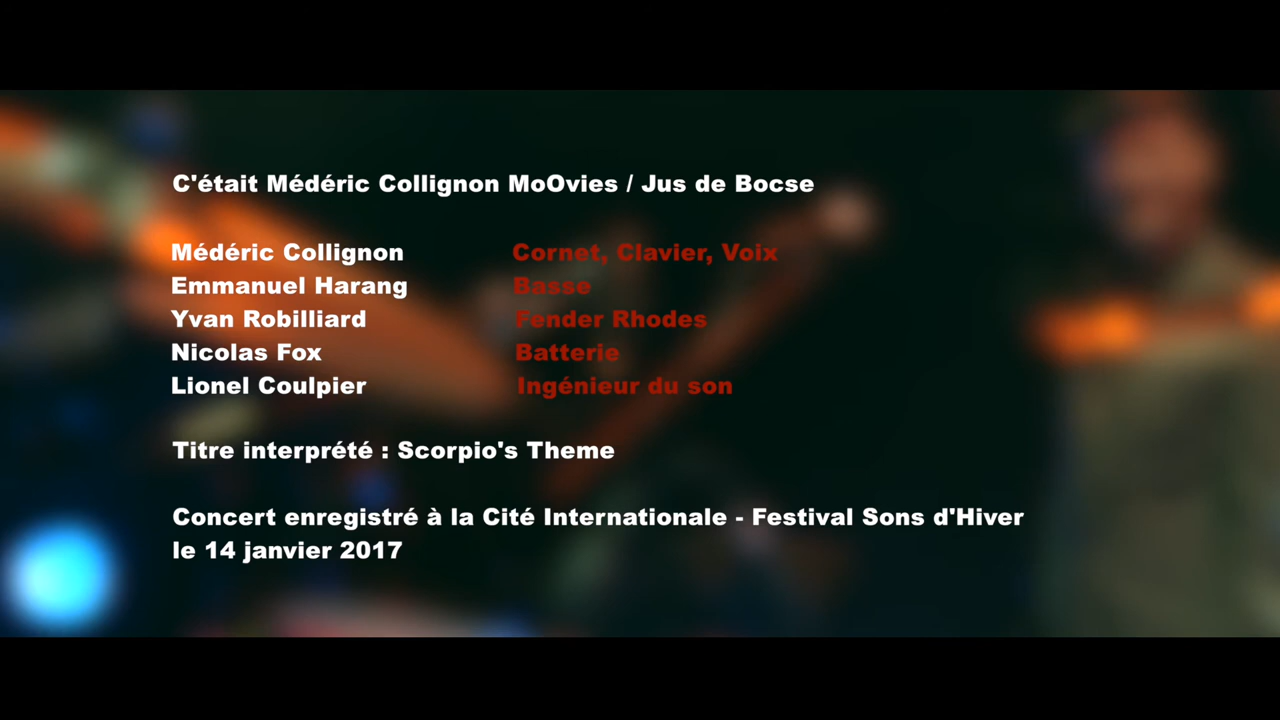 C'était Médéric Collignon MoOvies / Jus de Bocse
Médéric Collignon Cornet, Clavier, Voix
Emmanuel Harang Basse
Yvan Robilliard Fender Rhodes
Nicolas Fox Batterie
Lionel Coulpier Ingénieur du son
Titre interprété : Scorpio's Theme
Concert enregistré à la Cité Internationale - Festival Sons d'Hiver
le 14 janvier 2017